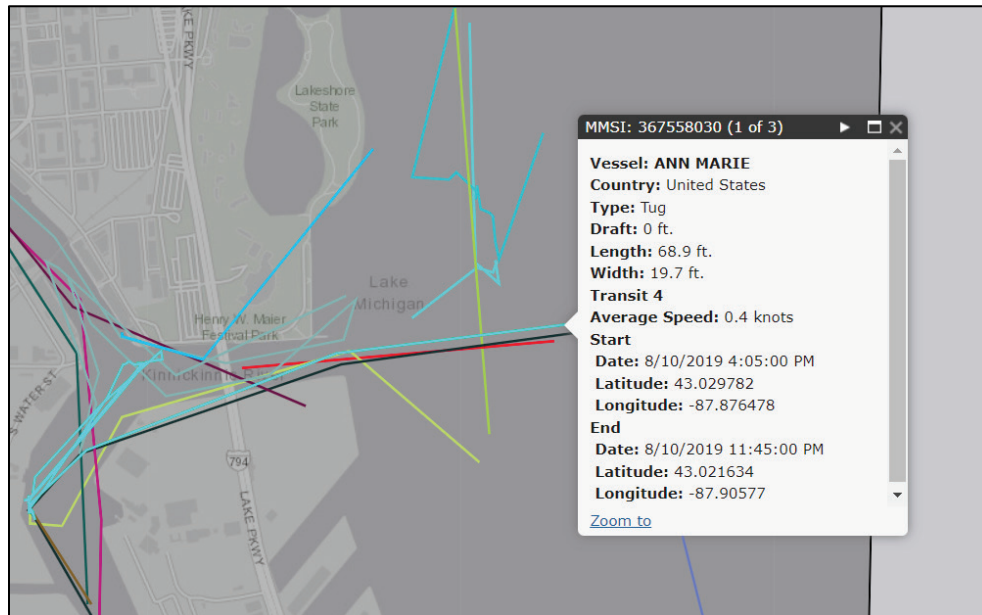 LAKE PKWY
Lakeshore
State
Park
Lake
Michigan
Henry W. Maier
Festival Park
Kinnickinnic River
S WATER ST
794
LAKE PKWY
MMSI: 367558030 (1 of 3)
Vessel: ANN MARIE
Country: United States
Type: Tug
Draft: 0 ft.
Length: 68.9 ft.
Width: 19.7 ft.
Transit 4
Average Speed: 0.4 knots
Start
Date: 8/10/2019 4:05:00 PM
Latitude: 43.029782
Longitude: -87.876478
End
Date: 8/10/2019 11:45:00 PM
Latitude: 43.021634
Longitude: -87.90577
Zoom to